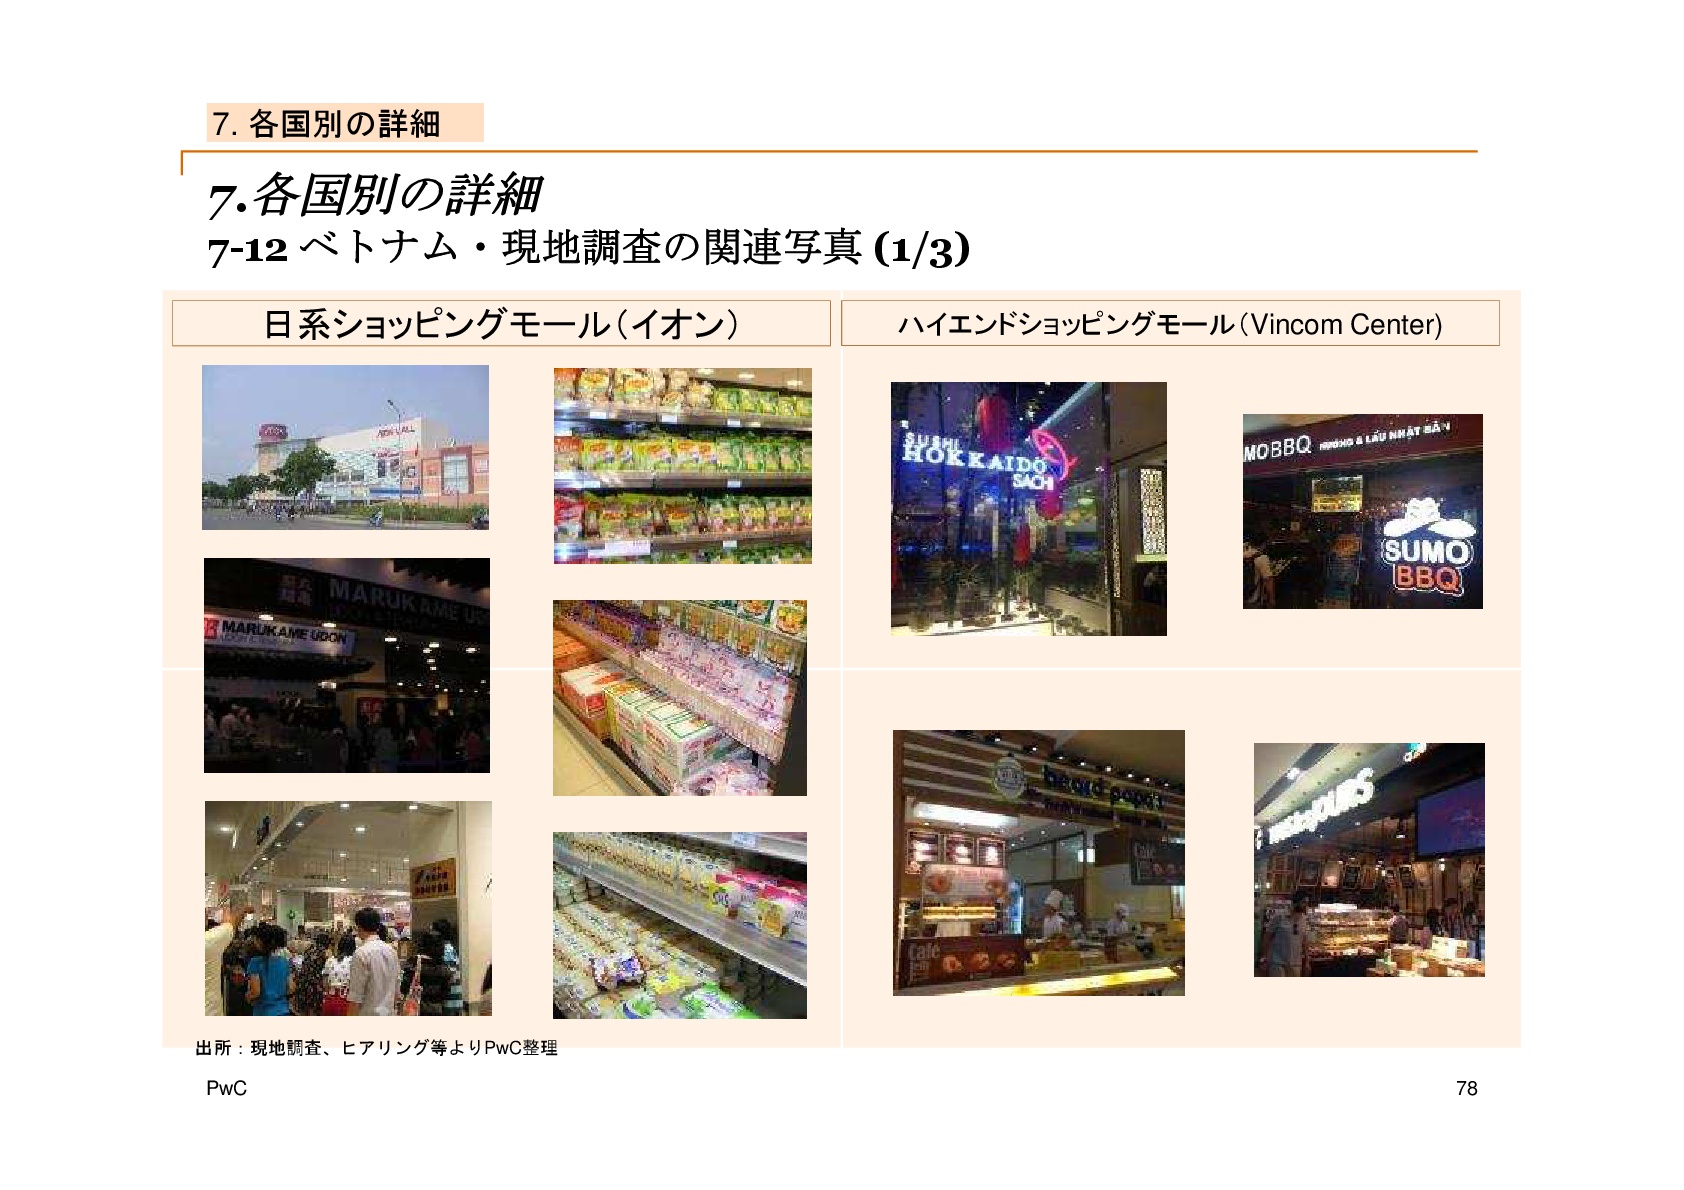 7. 各国別の詳細
7.各国別の詳細
7-12 ベトナム・現地調査の関連写真 (1/3)
日系ショッピングモール（イオン）
ハイエンドショッピングモール（Vincom Center)
MARUKAME UDON
MARUKAME UDON
SUSHI
HOKKAIDO
SACHI
MOBBQ NƯỚNG & LẨU NHẬT BẢN
SUMO
BBQ
beard papa's
Café
出所：現地調査、ヒアリング等よりPwC整理
PwC
78